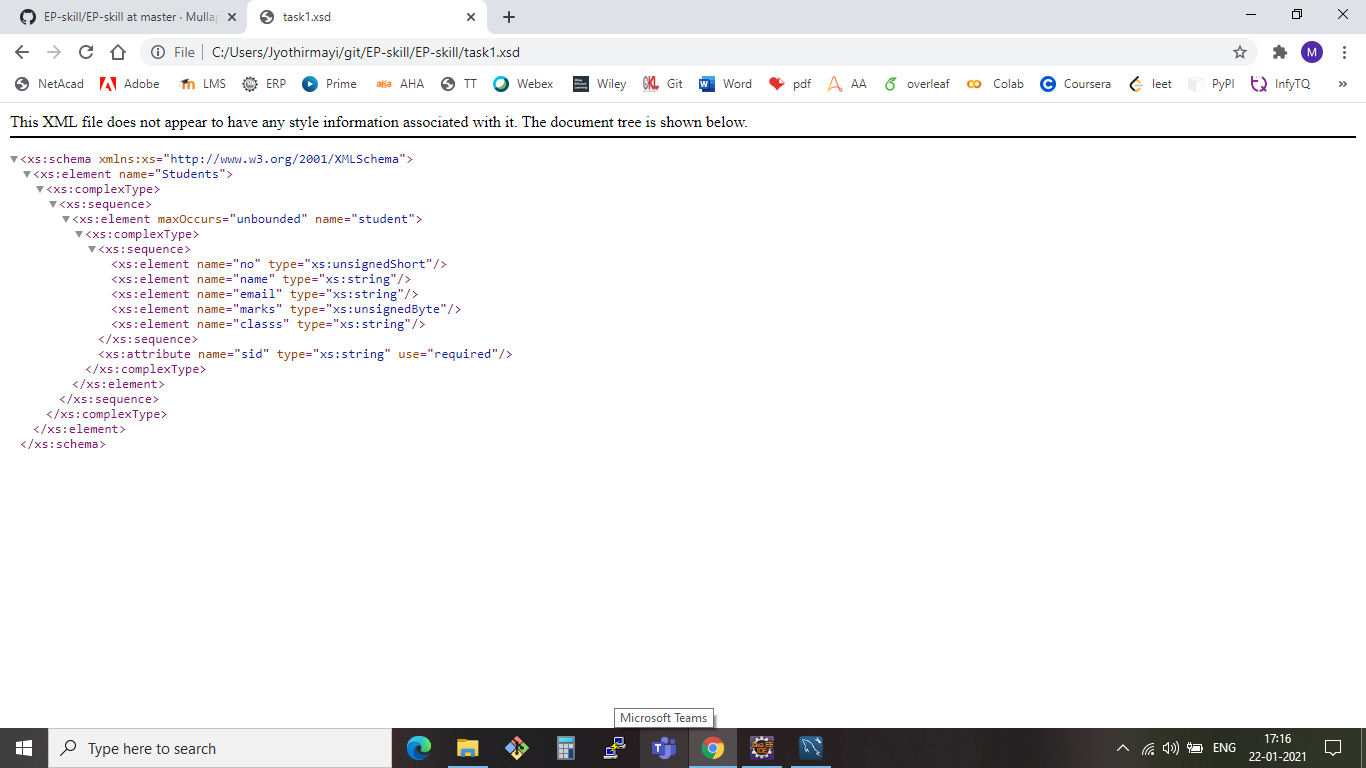 EP-skill/EP-skill at master · Mullap
task1.xsd
File
C:/Users/Jyothirmayi/git/EP-skill/EP-skill/task1.xsd
M
NetAcad Adobe LMS ERP Prime AHA TT Webex Wiley Git Word pdf AA overleaf Colab Coursera leet PyPI InfyTQ »
This XML file does not appear to have any style information associated with it. The document tree is shown below.
<xs:schema xmlns:xs="http://www.w3.org/2001/XMLSchema">
<xs:element name="Students">
<xs:complexType>
<xs:sequence>
<xs:element maxOccurs="unbounded" name="student">
<xs:complexType>
<xs:sequence>
<xs:element name="no" type="xs:unsignedShort"/>
<xs:element name="name" type="xs:string"/>
<xs:element name="email" type="xs:string"/>
<xs:element name="marks" type="xs:unsignedByte"/>
<xs:element name="classs" type="xs:string"/>
</xs:sequence>
<xs:attribute name="sid" type="xs:string" use="required"/>
</xs:complexType>
</xs:element>
</xs:sequence>
</xs:complexType>
</xs:element>
</xs:schema>
Microsoft Teams
Type here to search
ENG
17:16
22-01-2021